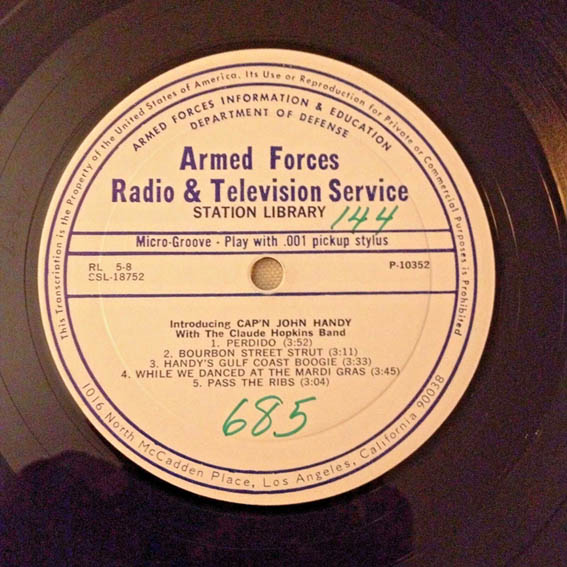 This Transcription is the Property of the United States of America. Its Use or Reproduction for Private or Commercial Purposes is Prohibited
ARMED FORCES INFORMATION & EDUCATION
DEPARTMENT OF DEFENSE
Armed Forces
Radio & Television Service
STATION LIBRARY 144
Micro-Groove - Play with .001 pickup stylus
RL 5-8
CSL-18752
P-10352
Introducing CAP'N JOHN HANDY
With The Claude Hopkins Band
1. PERDIDO (3:52)
2. BOURBON STREET STRUT (3:11)
3. HANDY'S GULF COAST BOOGIE (3:33)
4. WHILE WE DANCED AT THE MARDI GRAS (3:45)
5. PASS THE RIBS (3:04)
685
1016 North McCadden Place, Los Angeles, California 90038